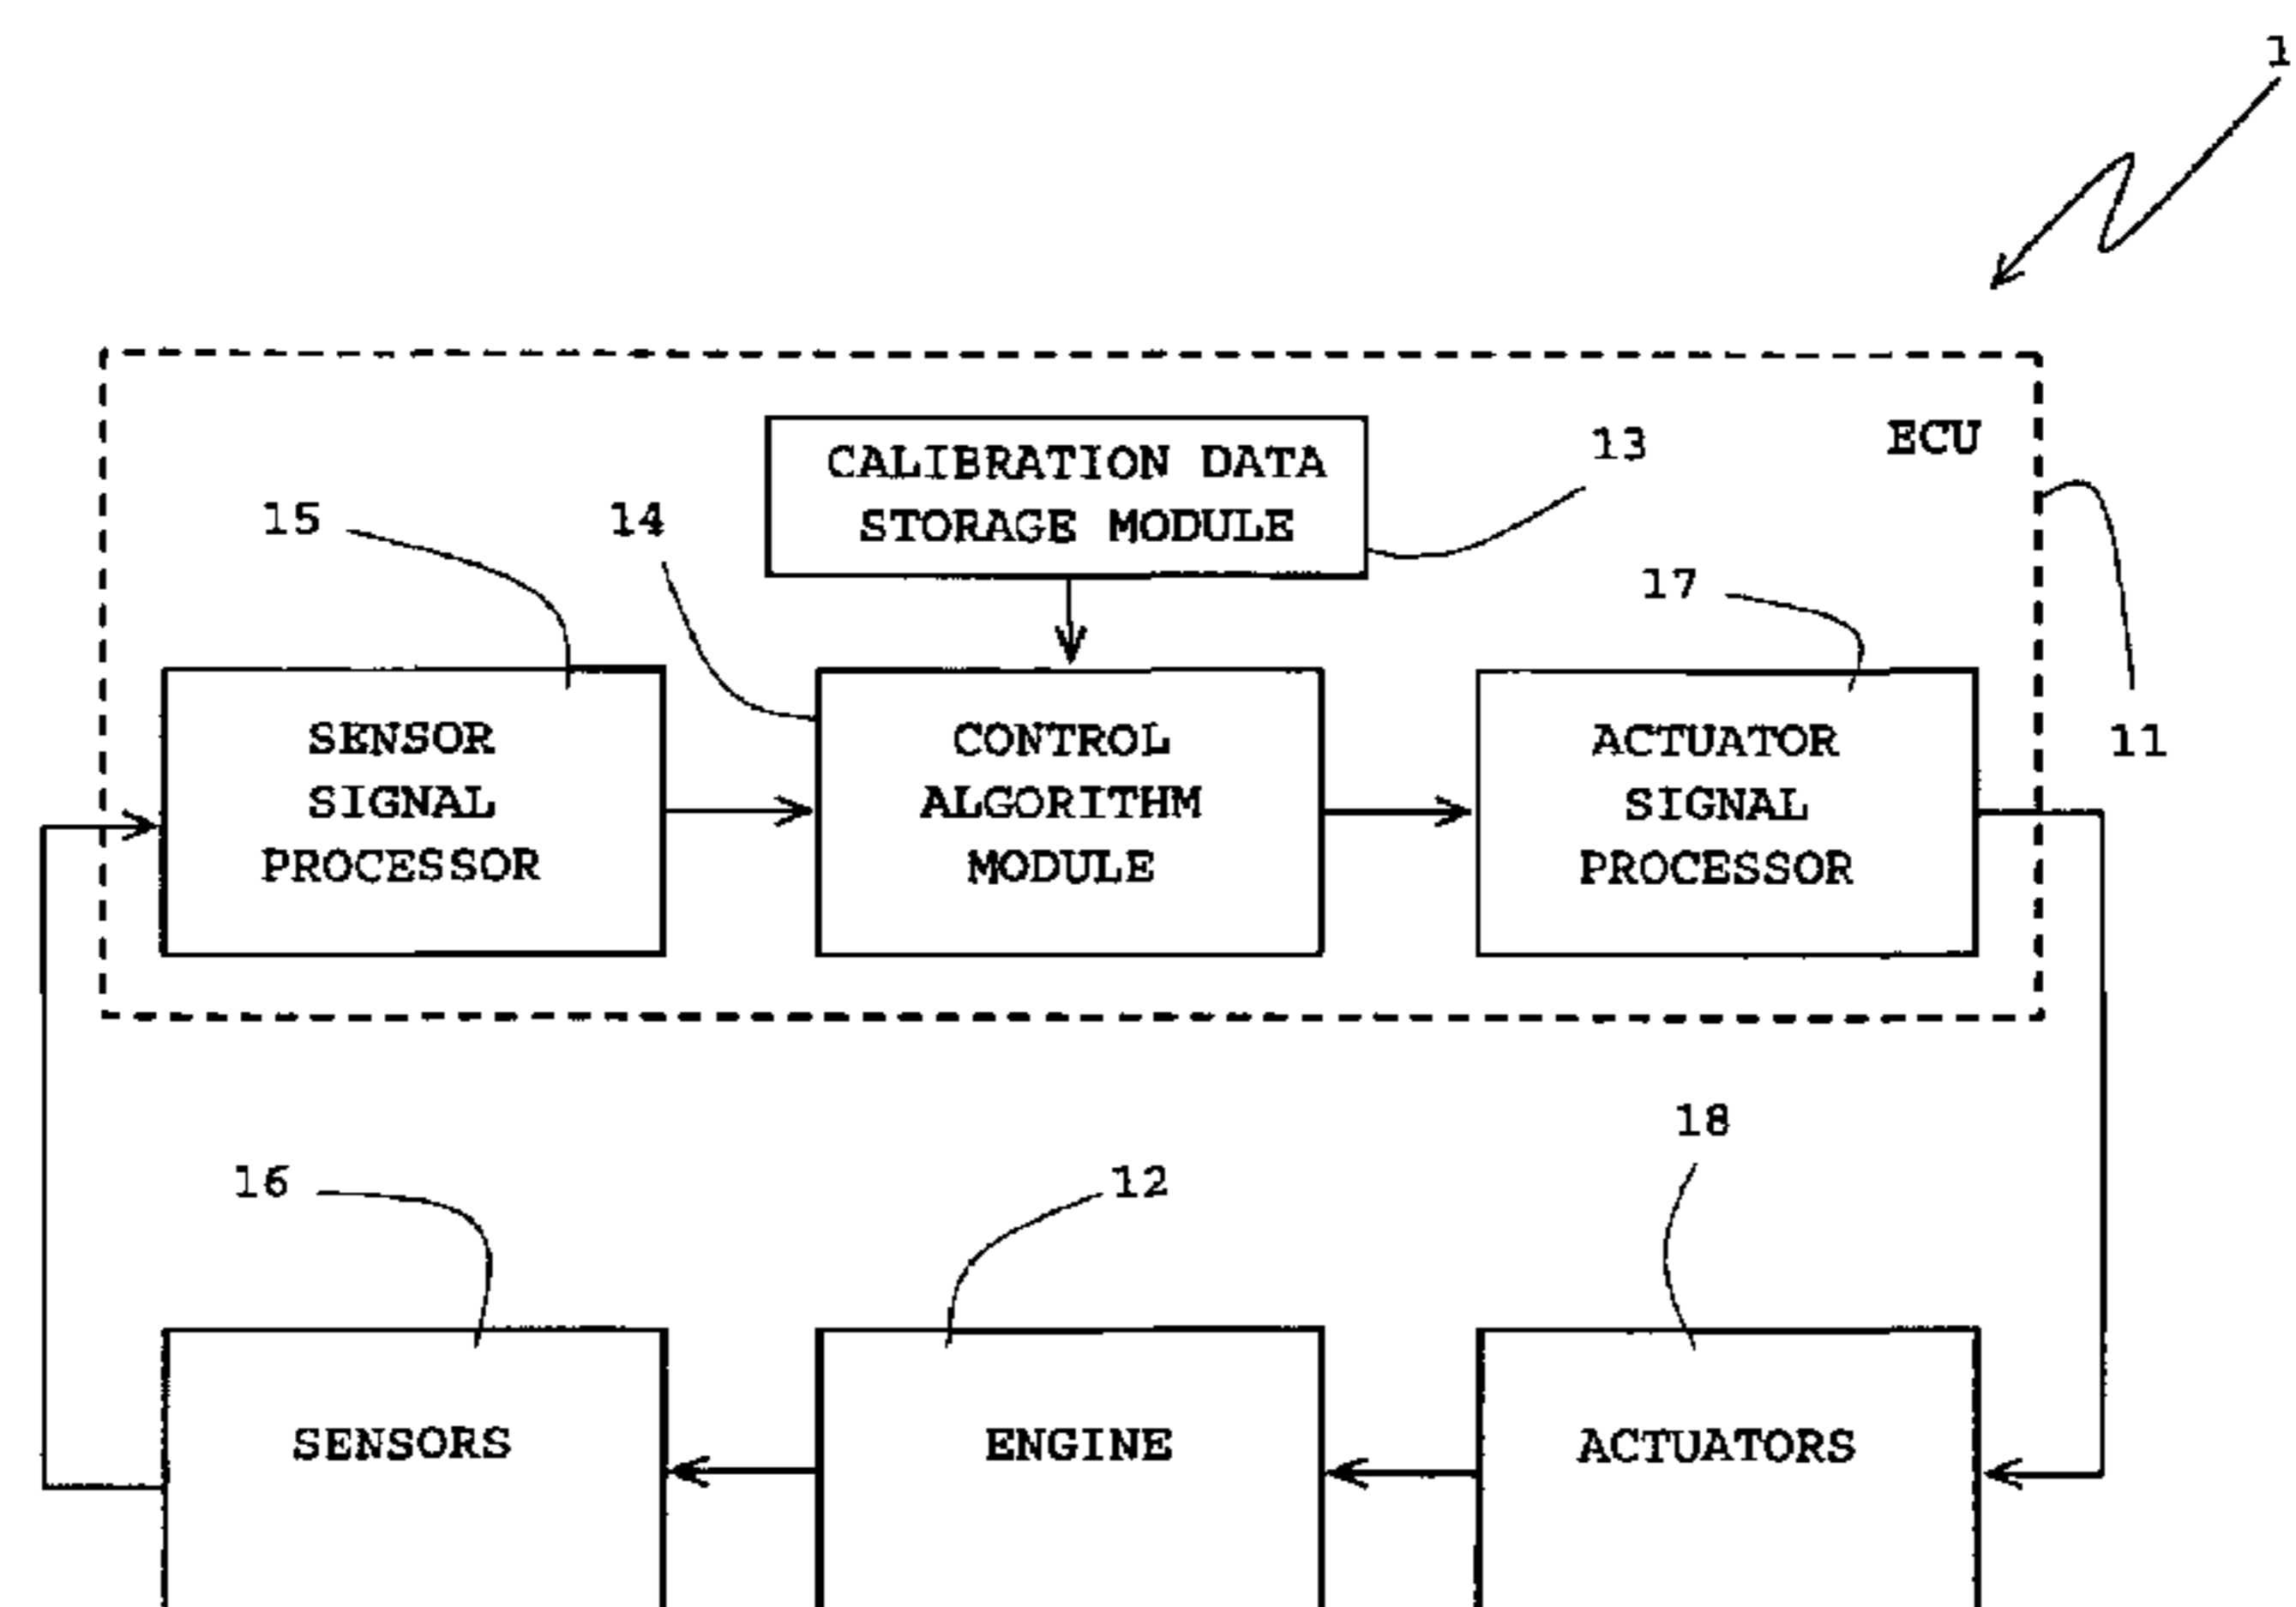 1
ECU
CALIBRATION DATA
STORAGE MODULE
13
15
14
17
SENSOR
SIGNAL
PROCESSOR
CONTROL
ALGORITHM
MODULE
ACTUATOR
SIGNAL
PROCESSOR
11
18
16
12
SENSORS
ENGINE
ACTUATORS